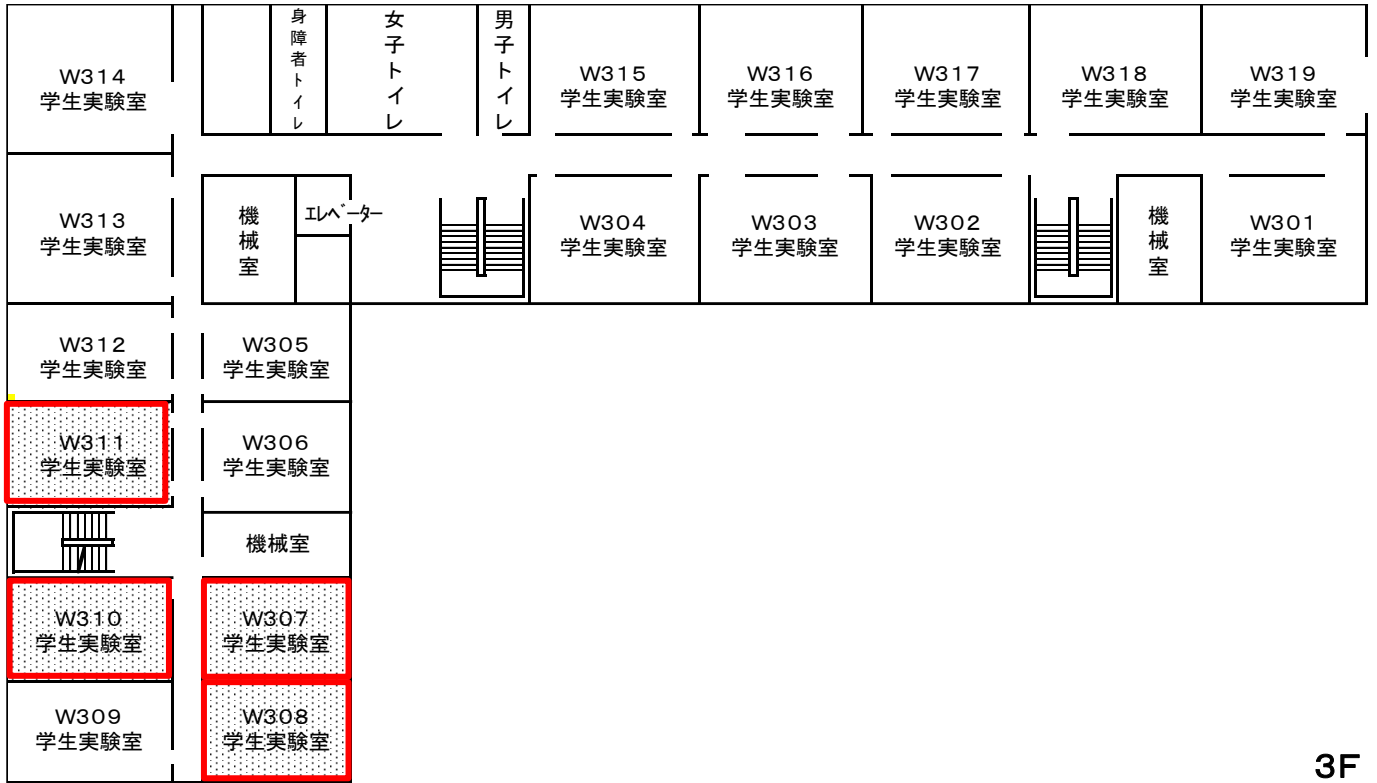 身障者トイレ
女子トイレ
男子トイレ
W314
学生実験室
W315
学生実験室
W316
学生実験室
W317
学生実験室
W318
学生実験室
W319
学生実験室
W313
学生実験室
機械室
エレベーター
W304
学生実験室
W303
学生実験室
W302
学生実験室
機械室
W301
学生実験室
W312
学生実験室
W305
学生実験室
W311
学生実験室
W306
学生実験室
機械室
W310
学生実験室
W307
学生実験室
W309
学生実験室
W308
学生実験室
3F